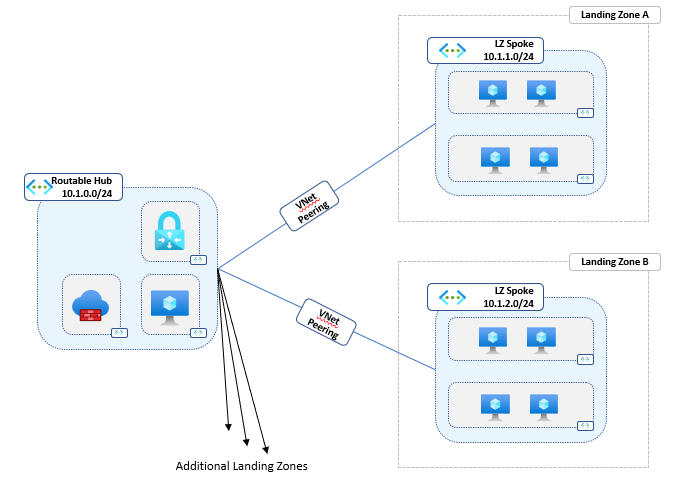 Landing Zone A
LZ Spoke
10.1.1.0/24
Routable Hub
10.1.0.0/24
VNet
Peering
Landing Zone B
LZ Spoke
10.1.2.0/24
VNet
Peering
Additional Landing Zones